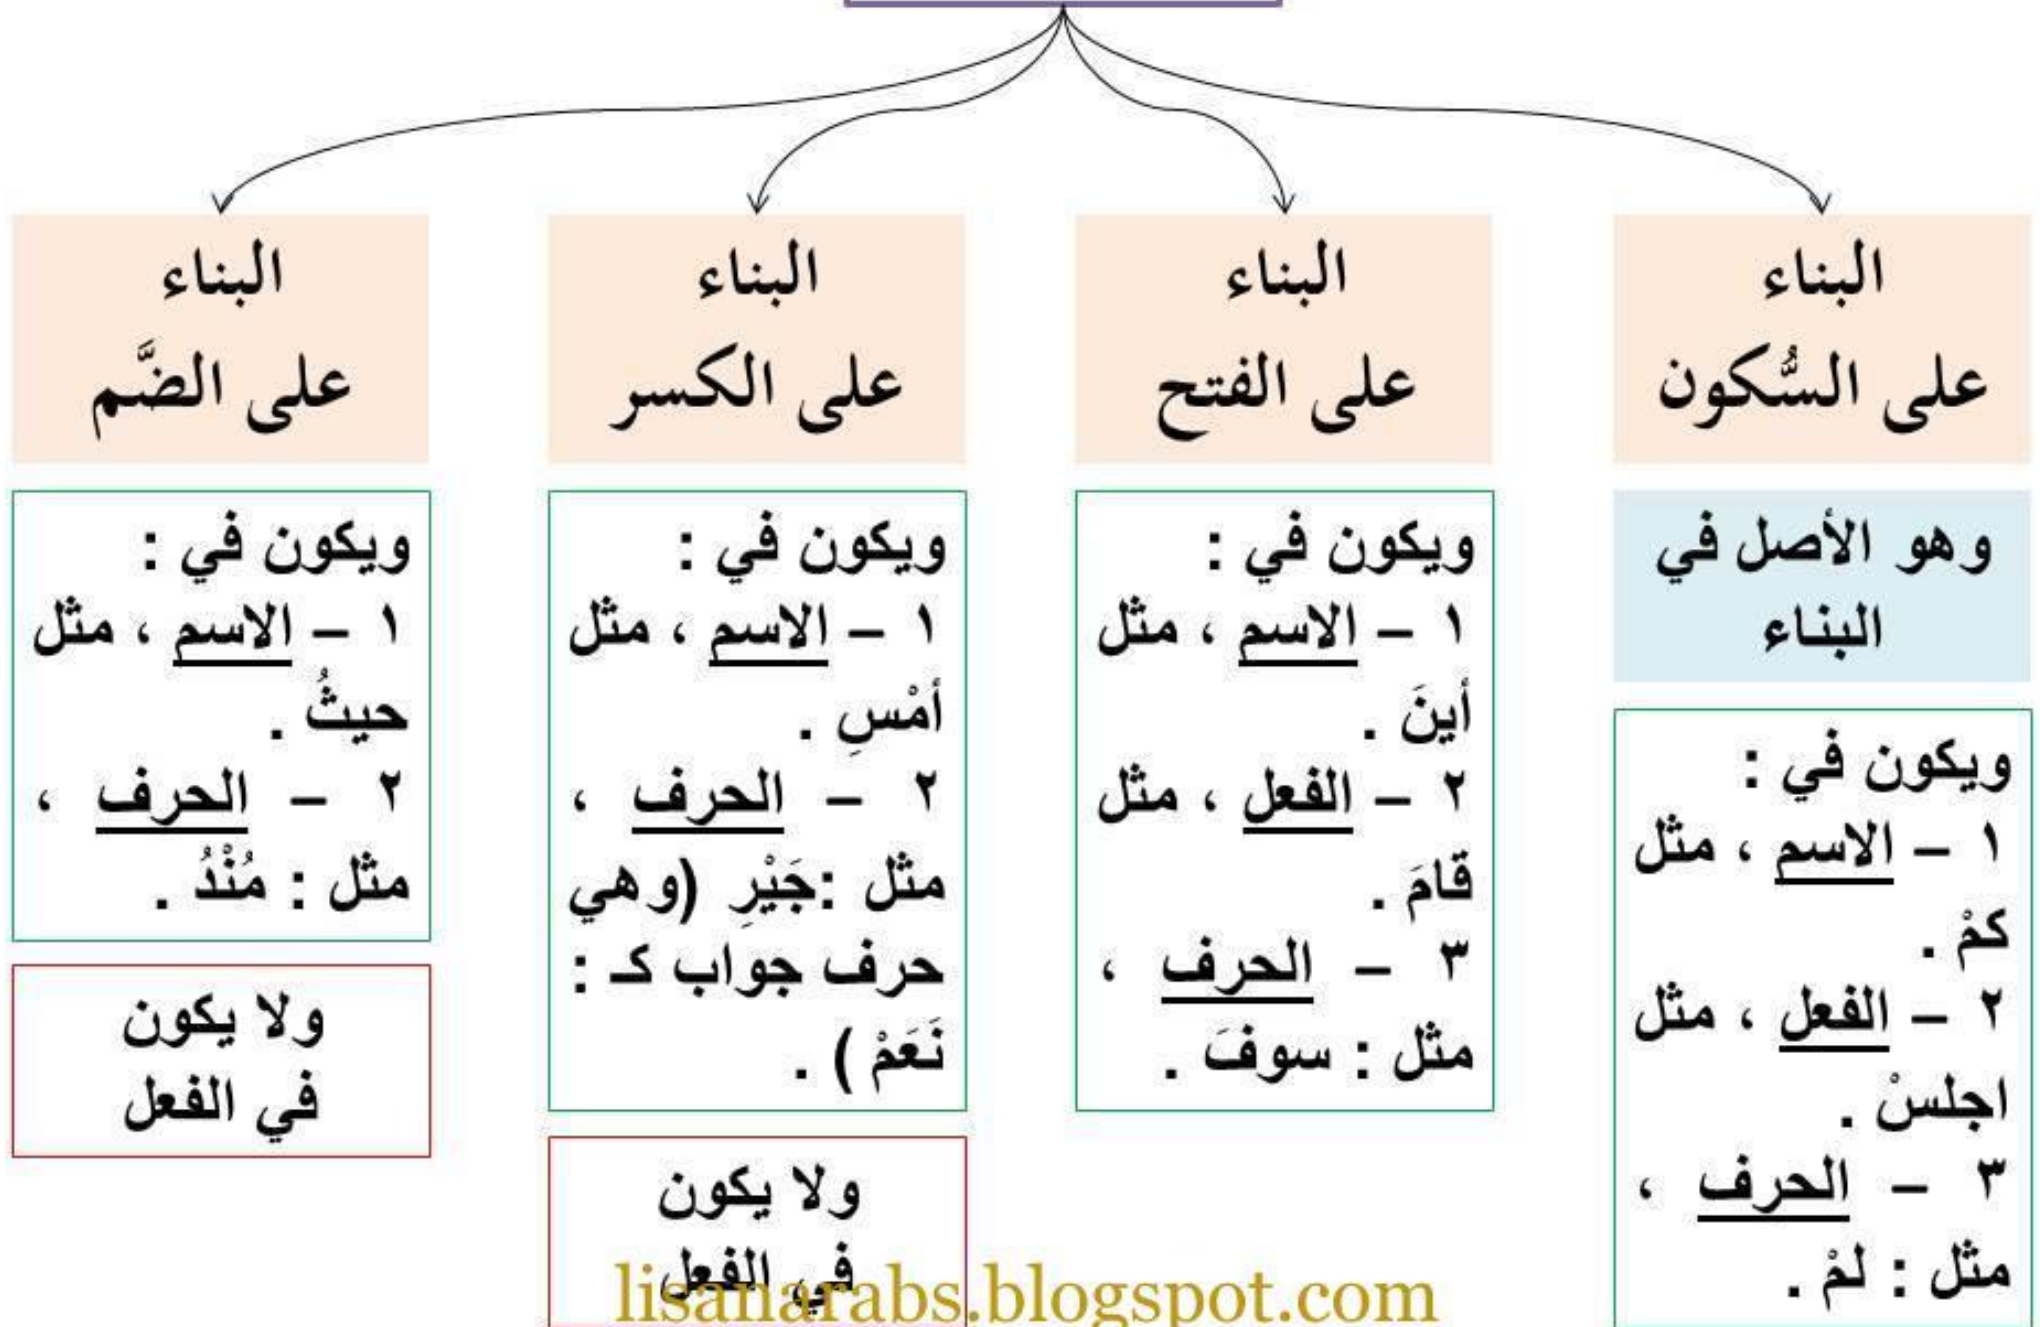 البناء
على السُّكون
وهو الأصل في
البناء
ويكون في :
١ – الاسم ، مثل
كمْ .
٢ – الفعل ، مثل
اجلسْ .
٣ – الحرف ،
مثل : لمْ .
البناء
على الفتح
ويكون في :
١ – الاسم ، مثل
أينَ .
٢ – الفعل ، مثل
قامَ .
٣ – الحرف ،
مثل : سوفَ .
البناء
على الكسر
ويكون في :
١ – الاسم ، مثل
أمْسِ .
٢ – الحرف ،
مثل :جَيْرِ (وهي
حرف جواب كـ :
نَعَمْ ) .
ولا يكون
في الفعل
البناء
على الضَّم
ويكون في :
١ – الاسم ، مثل
حيثُ .
٢ – الحرف ،
مثل : مُنْذُ .
ولا يكون
في الفعل
lisanarabs.blogspot.com